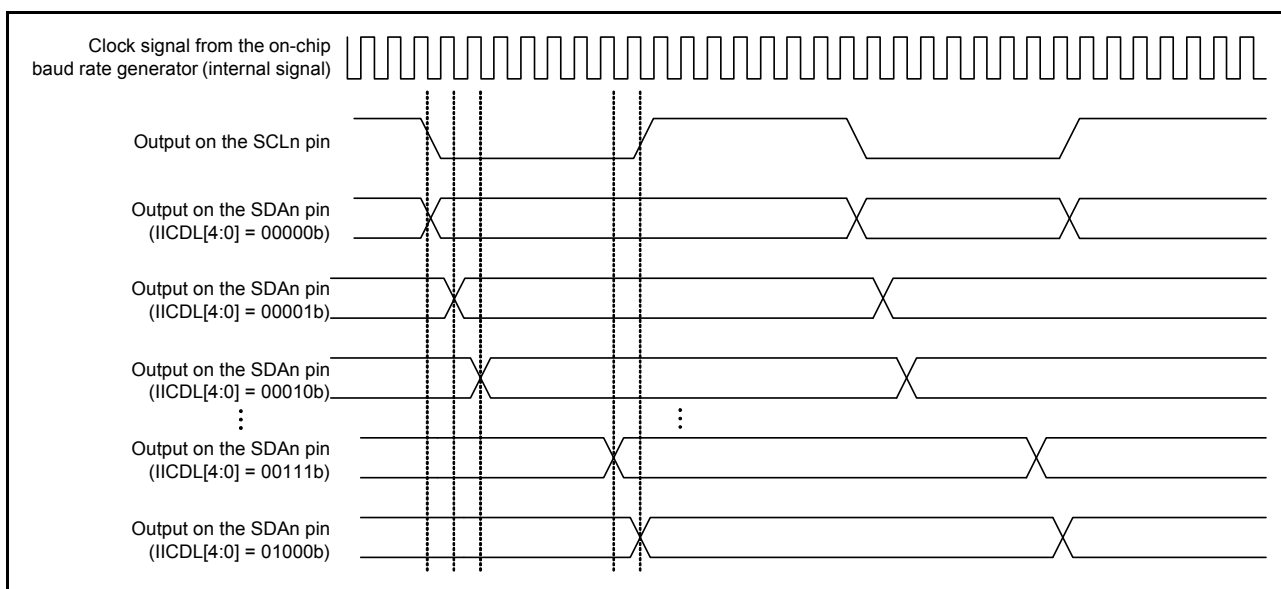 Clock signal from the on-chip
baud rate generator (internal signal)
Output on the SCLn pin
Output on the SDAn pin
(IICDL[4:0] = 00000b)
Output on the SDAn pin
(IICDL[4:0] = 00001b)
Output on the SDAn pin
(IICDL[4:0] = 00010b)
Output on the SDAn pin
(IICDL[4:0] = 00111b)
Output on the SDAn pin
(IICDL[4:0] = 01000b)